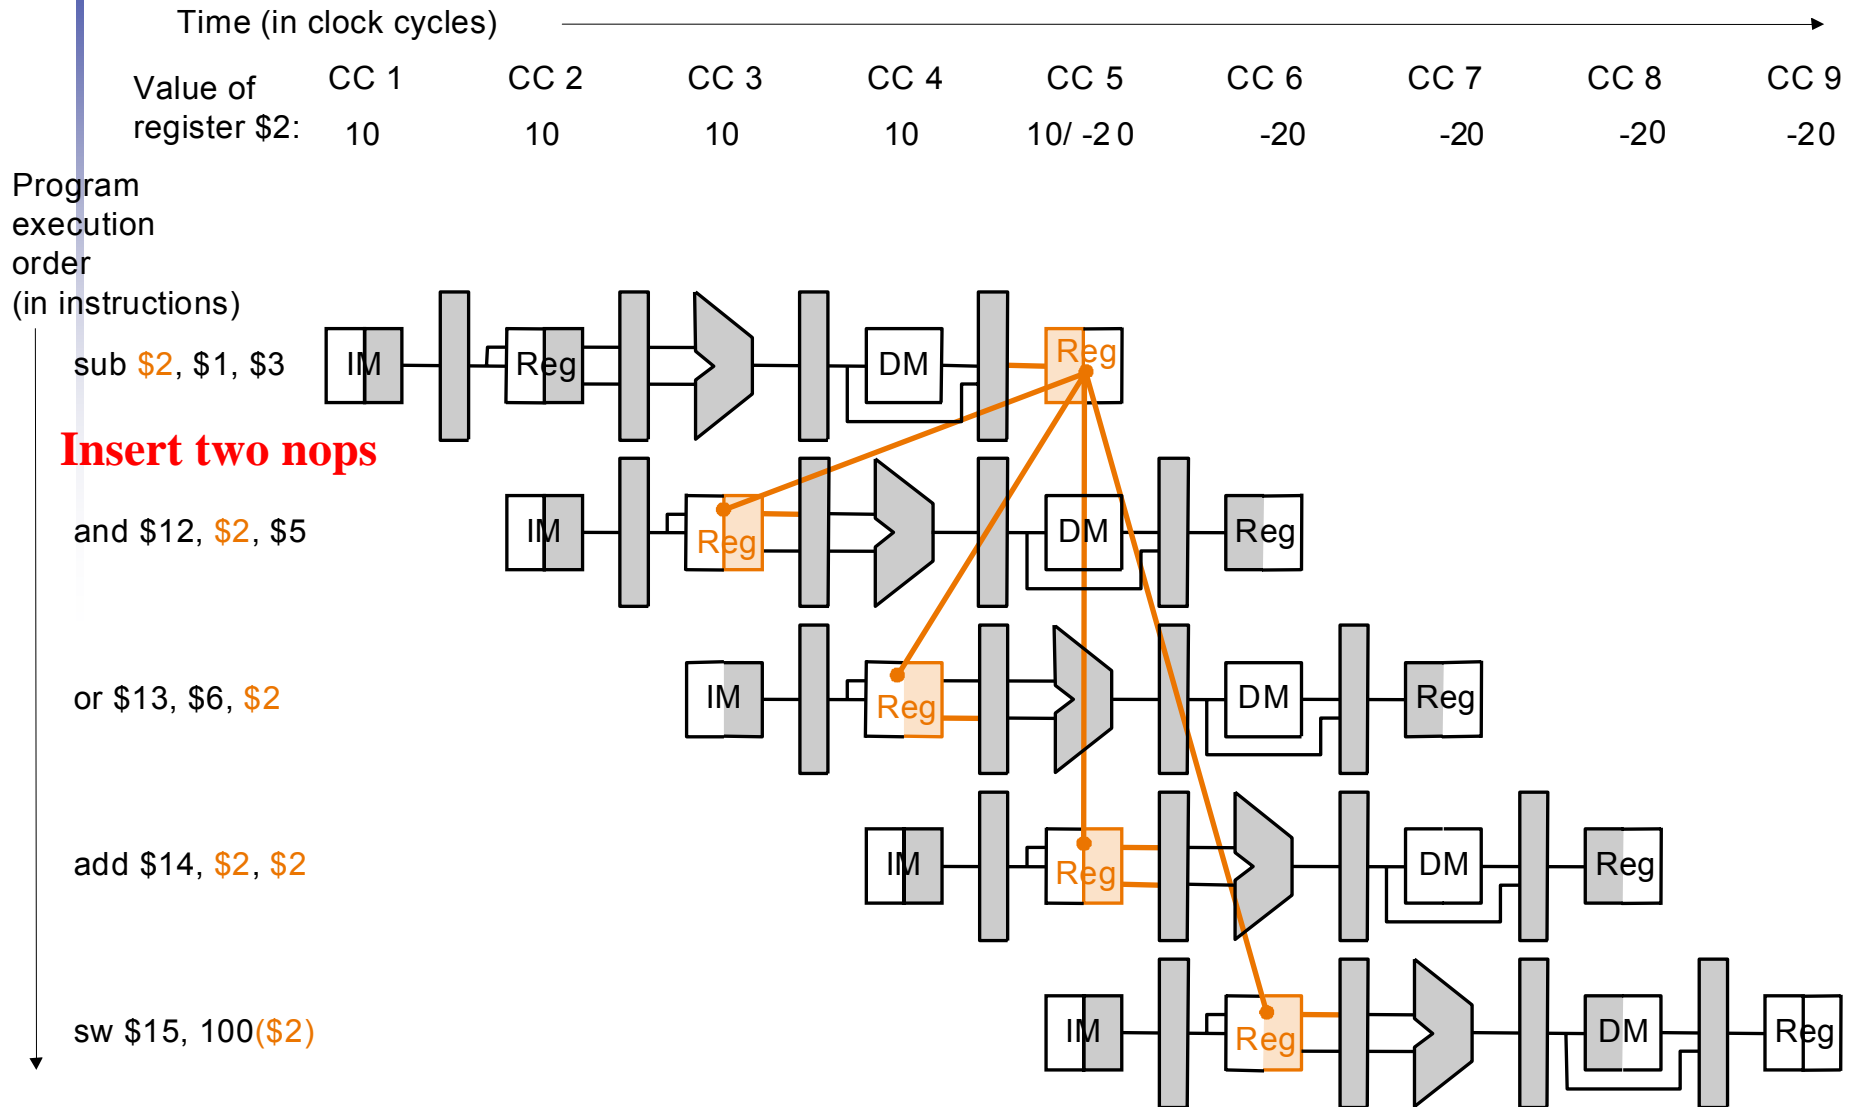 Time (in clock cycles)
Value of register $2:
CC 1 CC 2 CC 3 CC 4 CC 5 CC 6 CC 7 CC 8 CC 9
10 10 10 10 10/ -20 -20 -20 -20 -20
Program
execution
order
(in instructions)
sub $2, $1, $3
IM Reg DM Reg
Insert two nops
and $12, $2, $5
IM Reg DM Reg
or $13, $6, $2
IM Reg DM Reg
add $14, $2, $2
IM Reg DM Reg
sw $15, 100($2)
IM Reg DM Reg